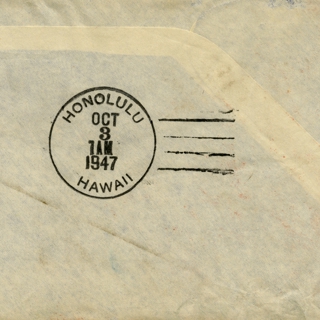 HONOLULU
OCT
3
7AM
1947
HAWAII